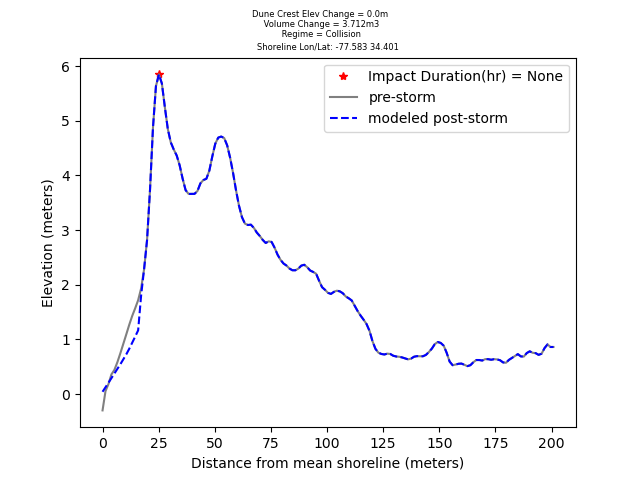 Dune Crest Elev Change = 0.0m
Volume Change = 3.712m3
Regime = Collision
Shoreline Lon/Lat: -77.583 34.401
Impact Duration(hr) = None
pre-storm
modeled post-storm
Elevation (meters)
6
5
4
3
2
1
0
0 25 50 75 100 125 150 175 200
Distance from mean shoreline (meters)